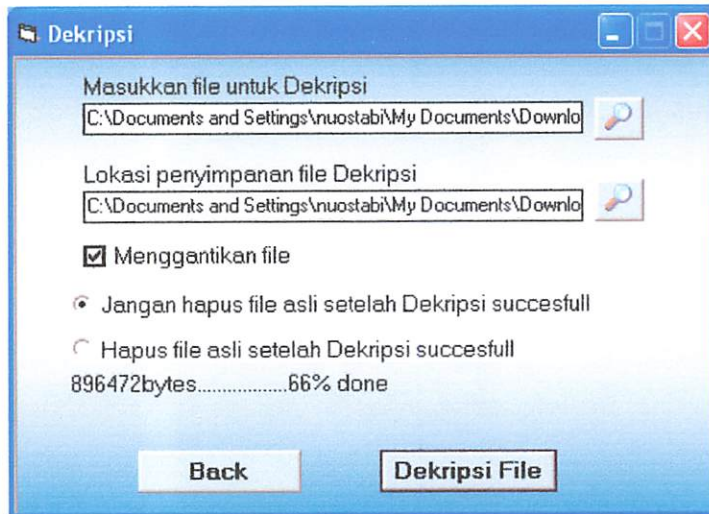 Dekripsi
Masukkan file untuk Dekripsi
C:\Documents and Settings\nuostabi\My Documents\Downlo
Lokasi penyimpanan file Dekripsi
C:\Documents and Settings\nuostabi\My Documents\Downlo
Menggantikan file
Jangan hapus file asli setelah Dekripsi succesfull
Hapus file asli setelah Dekripsi succesfull
896472bytes..................66% done
Back Dekripsi File